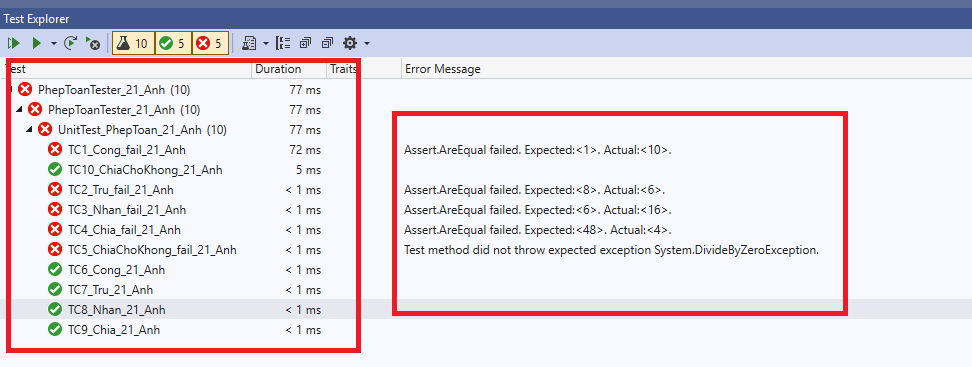 Test Explorer
10 5 5
Test Duration Traits Error Message
PhepToanTester_21_Anh (10) 77 ms
PhepToanTester_21_Anh (10) 77 ms
UnitTest_PhepToan_21_Anh (10) 77 ms
TC1_Cong_fail_21_Anh 72 ms Assert.AreEqual failed. Expected:<1>. Actual:<10>.
TC10_ChiaChoKhong_21_Anh 5 ms
TC2_Tru_fail_21_Anh < 1 ms Assert.AreEqual failed. Expected:<8>. Actual:<6>.
TC3_Nhan_fail_21_Anh < 1 ms Assert.AreEqual failed. Expected:<6>. Actual:<16>.
TC4_Chia_fail_21_Anh < 1 ms Assert.AreEqual failed. Expected:<48>. Actual:<4>.
TC5_ChiaChoKhong_fail_21_Anh < 1 ms Test method did not throw expected exception System.DivideByZeroException.
TC6_Cong_21_Anh < 1 ms
TC7_Tru_21_Anh < 1 ms
TC8_Nhan_21_Anh < 1 ms
TC9_Chia_21_Anh < 1 ms